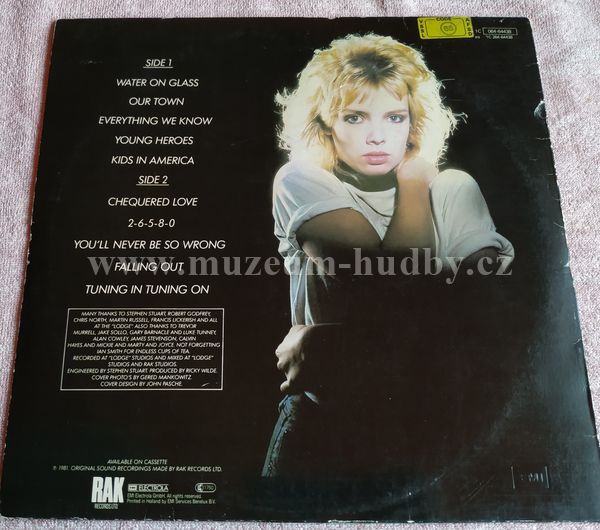 SIDE 1
WATER ON GLASS
OUR TOWN
EVERYTHING WE KNOW
YOUNG HEROES
KIDS IN AMERICA
SIDE 2
CHEQUERED LOVE
2-6-5-8-0
YOU'LL NEVER BE SO WRONG
FALLING OUT
TUNING IN TUNING ON
MANY THANKS TO STEPHEN STUART, ROBERT GODFREY,
CHRIS NORTH, MARTIN RUSSELL, FRANCIS LICKERISH AND ALL
AT THE "LODGE" ALSO THANKS TO TREVOR
MURRELL, JAKE SOLLO, GARY BARNACLE AND LUKE TUNNEY,
ALAN COWLEY, JAMES STEVENSON, CALVIN
HAYES AND MICKIE AND MARTY AND JOYCE, NOT FORGETTING
IAN SMITH FOR ENDLESS CUPS OF TEA.
RECORDED AT "LODGE" STUDIOS AND MIXED AT "LODGE"
STUDIOS AND RAK STUDIOS.
ENGINEERED BY STEPHEN STUART. PRODUCED BY RICKY WILDE.
COVER PHOTO'S BY GERED MANKOWITZ.
COVER DESIGN BY JOHN PASCHE.
AVAILABLE ON CASSETTE
℗ 1981. ORIGINAL SOUND RECORDINGS MADE BY RAK RECORDS LTD.
RAK
RECORDS LTD
EMI ELECTROLA
EMI Electrola GmbH. All rights reserved.
Printed in Holland by EMI Services Benelux B.V.
1C 064-64438
CODE
EMI
www.muzeum-hudby.cz